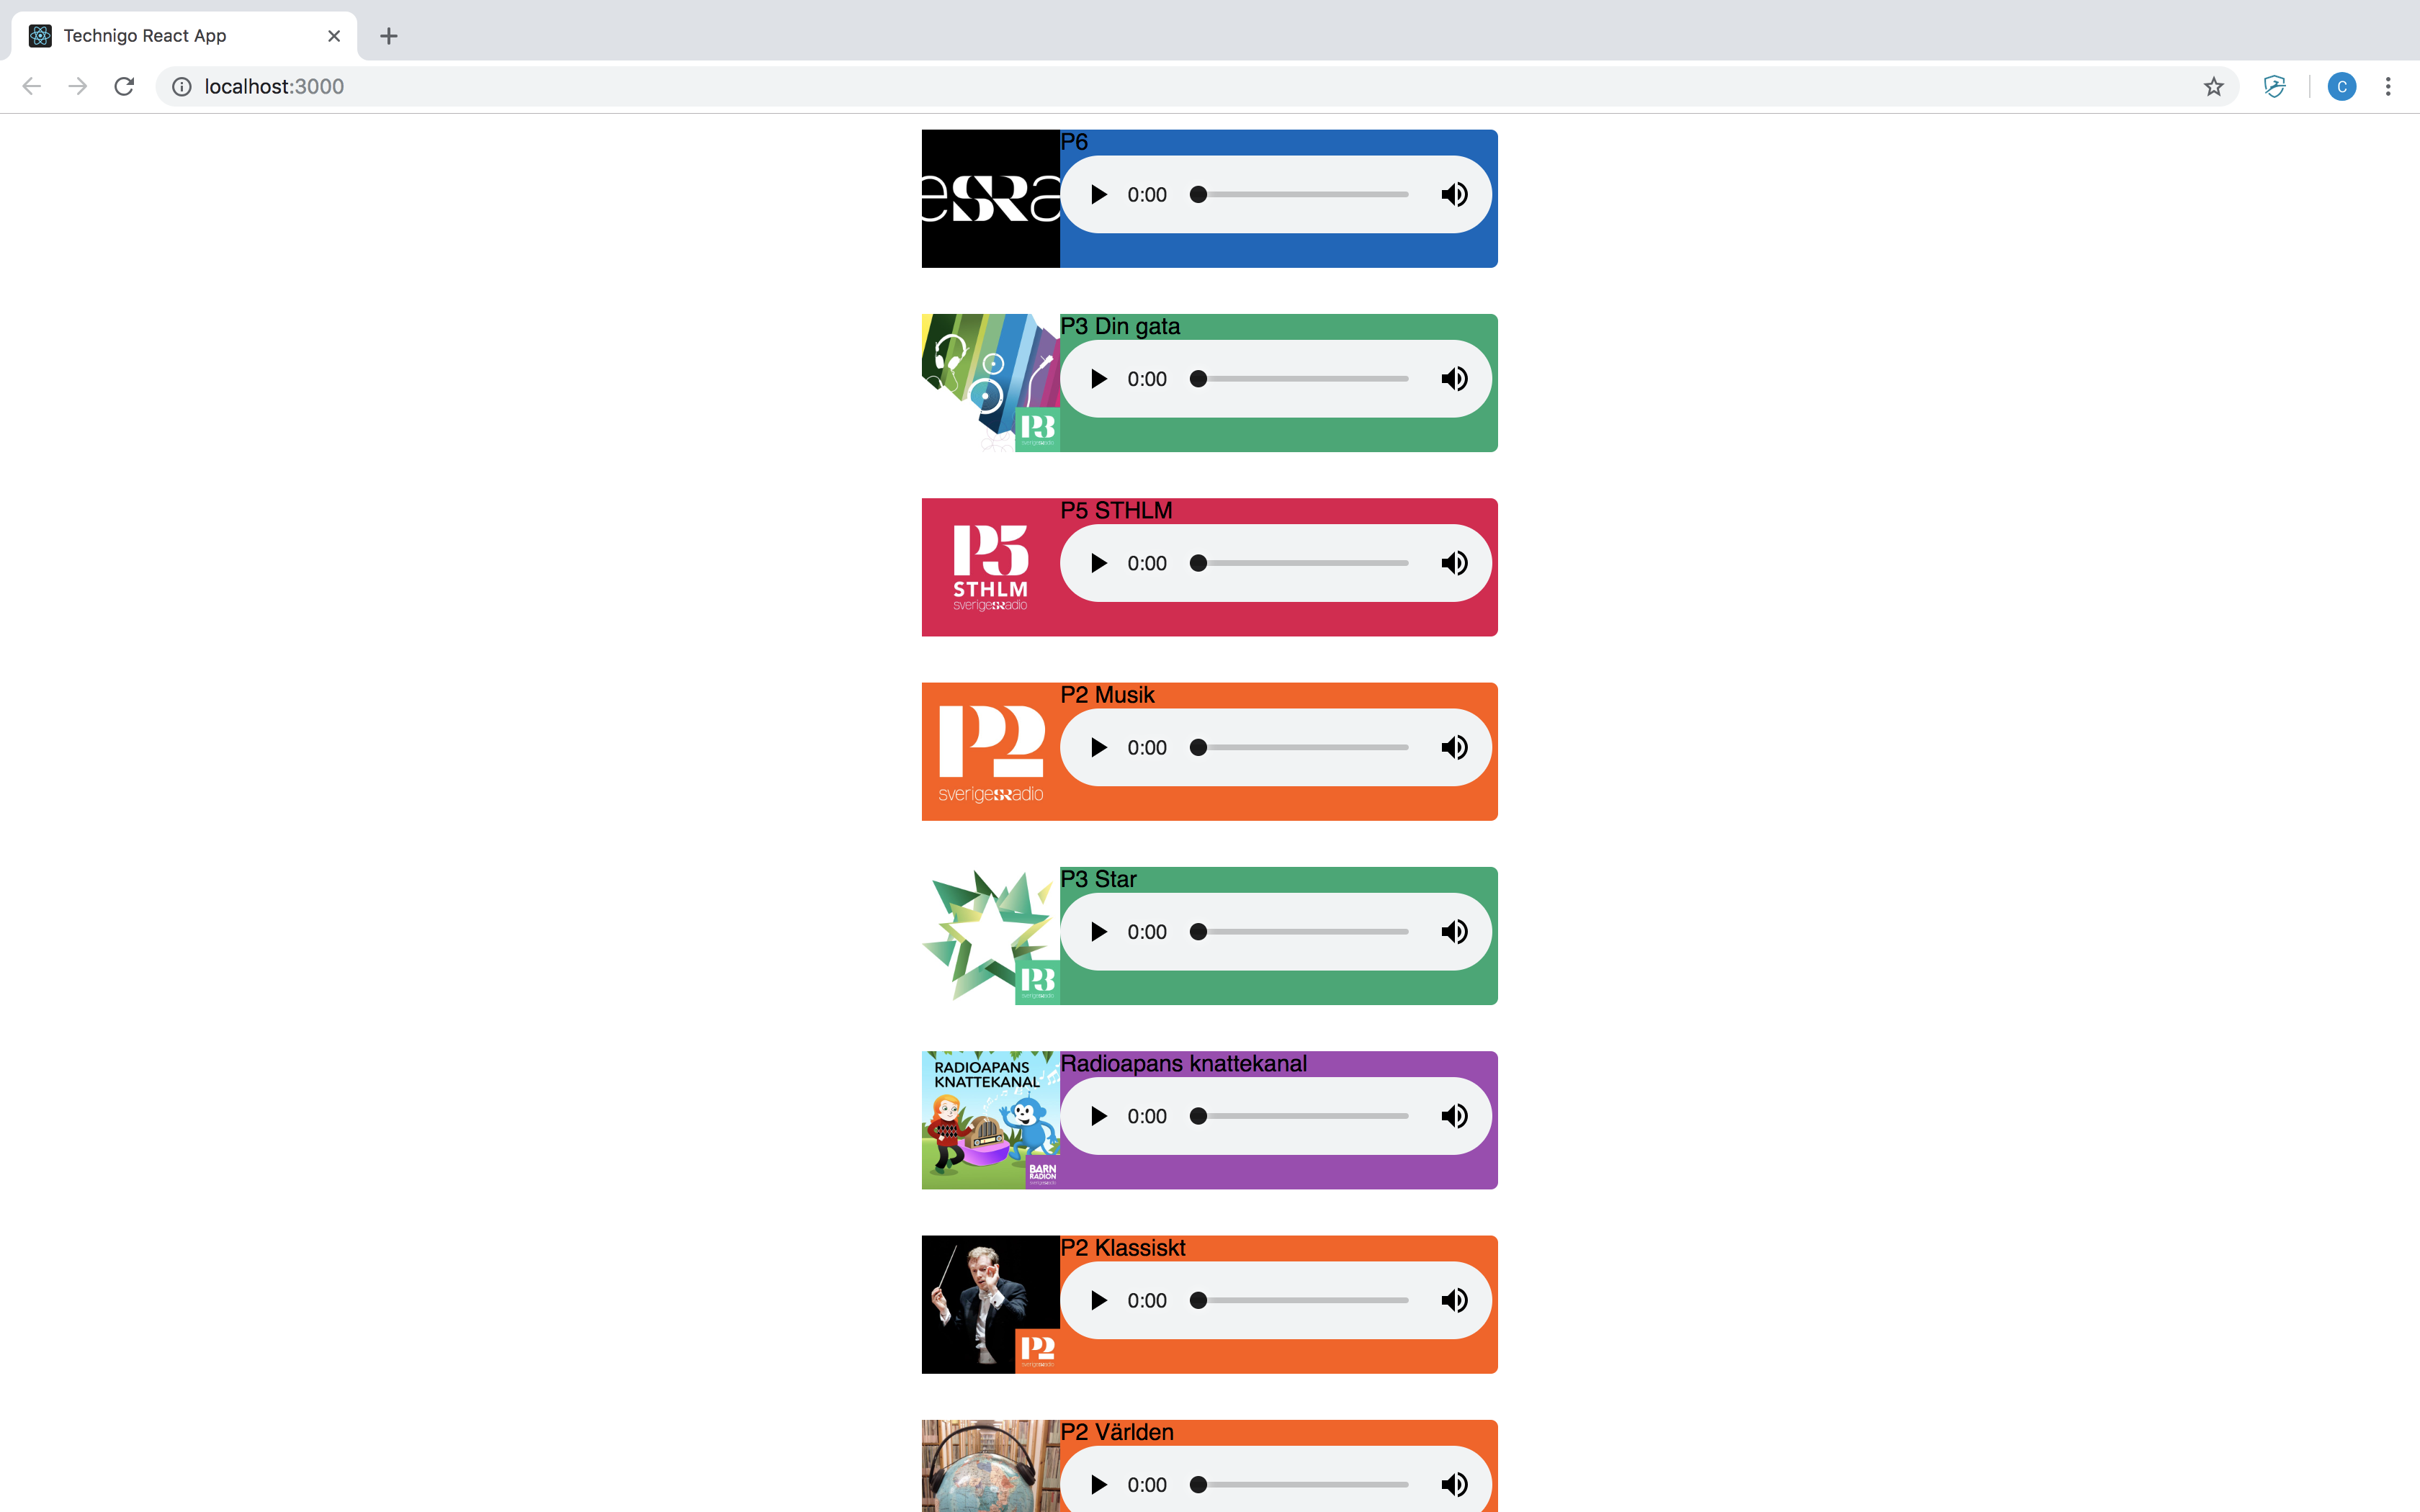 Technigo React App
localhost:3000
C
P6
eSRa
0:00
P3 Din gata
0:00
P3
P5 STHLM
P5
STHLM
sverigesRadio
0:00
P2 Musik
P2
sverigesRadio
0:00
P3 Star
0:00
P3
Radioapans knattekanal
RADIOAPANS
KNATTEKANAL
0:00
BARN
RADION
P2 Klassiskt
0:00
P2
P2 Världen
0:00